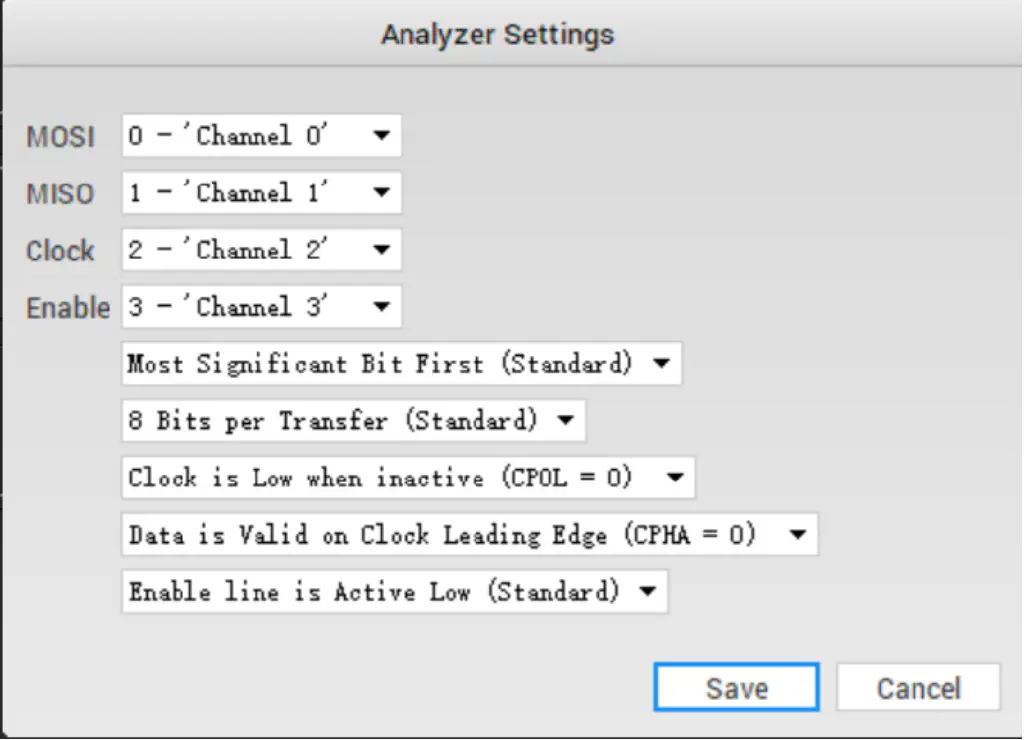 Analyzer Settings
MOSI 0 - 'Channel 0'
MISO 1 - 'Channel 1'
Clock 2 - 'Channel 2'
Enable 3 - 'Channel 3'
Most Significant Bit First (Standard)
8 Bits per Transfer (Standard)
Clock is Low when inactive (CPOL = 0)
Data is Valid on Clock Leading Edge (CPHA = 0)
Enable line is Active Low (Standard)
Save Cancel